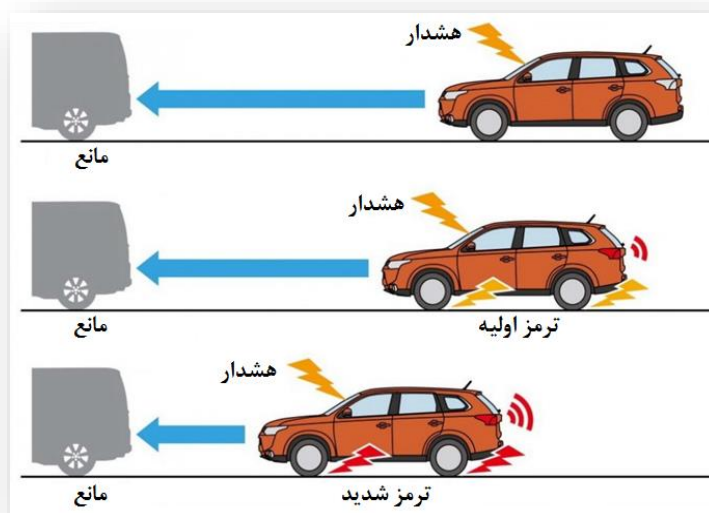 هشدار
مانع
هشدار
مانع
ترمز اولیه
هشدار
مانع
ترمز شدید